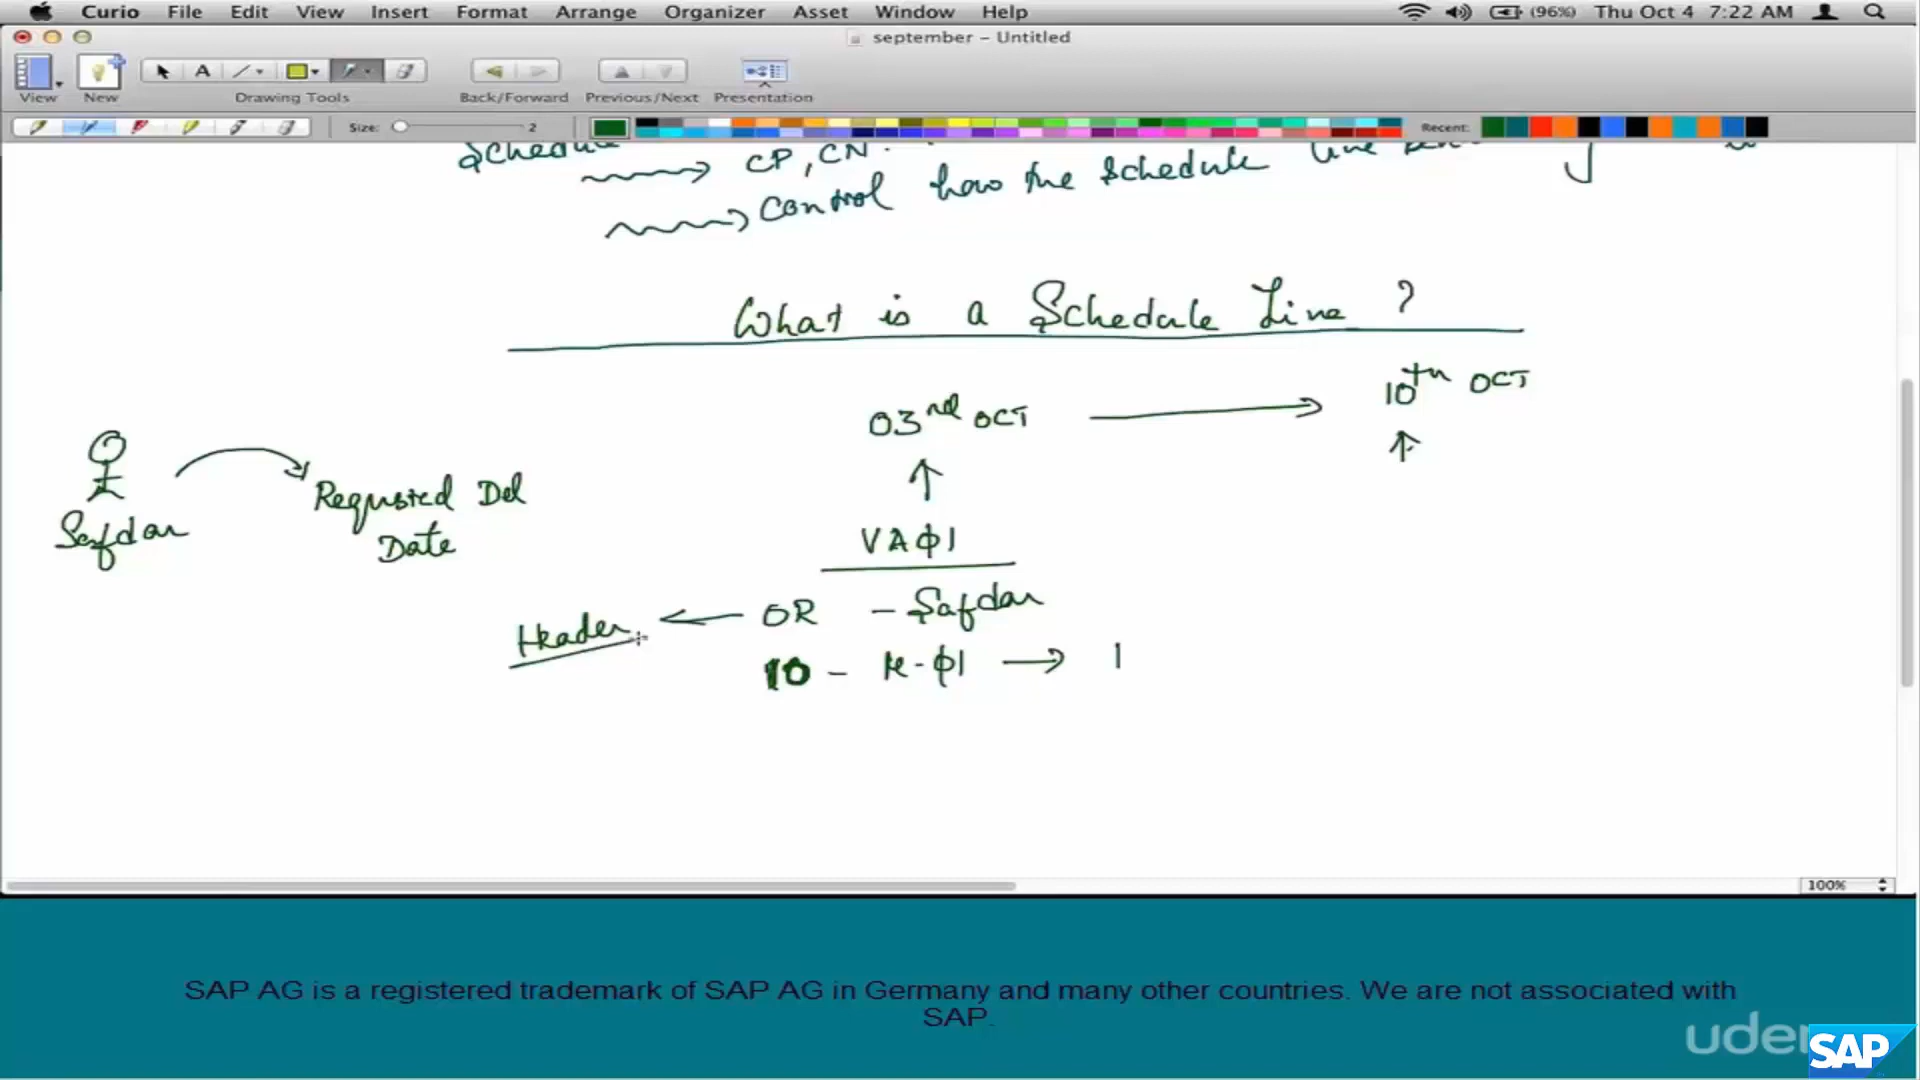 Curio File Edit View Insert Format Arrange Organizer Asset Window Help (96%) Thu Oct 4 7:22 AM
september – Untitled
View New Drawing Tools Back/Forward Previous/Next Presentation
Size: 2 Recent:
Schedule
CP, CN.
line
Control how the Schedule
What is a Schedule Line ?
03rd OCT
10th OCT
Safdar
Requsted Del
Date
VA01
OR - Safdar
Header
10 - K-01 1
100%
SAP AG is a registered trademark of SAP AG in Germany and many other countries. We are not associated with
SAP.
SAP